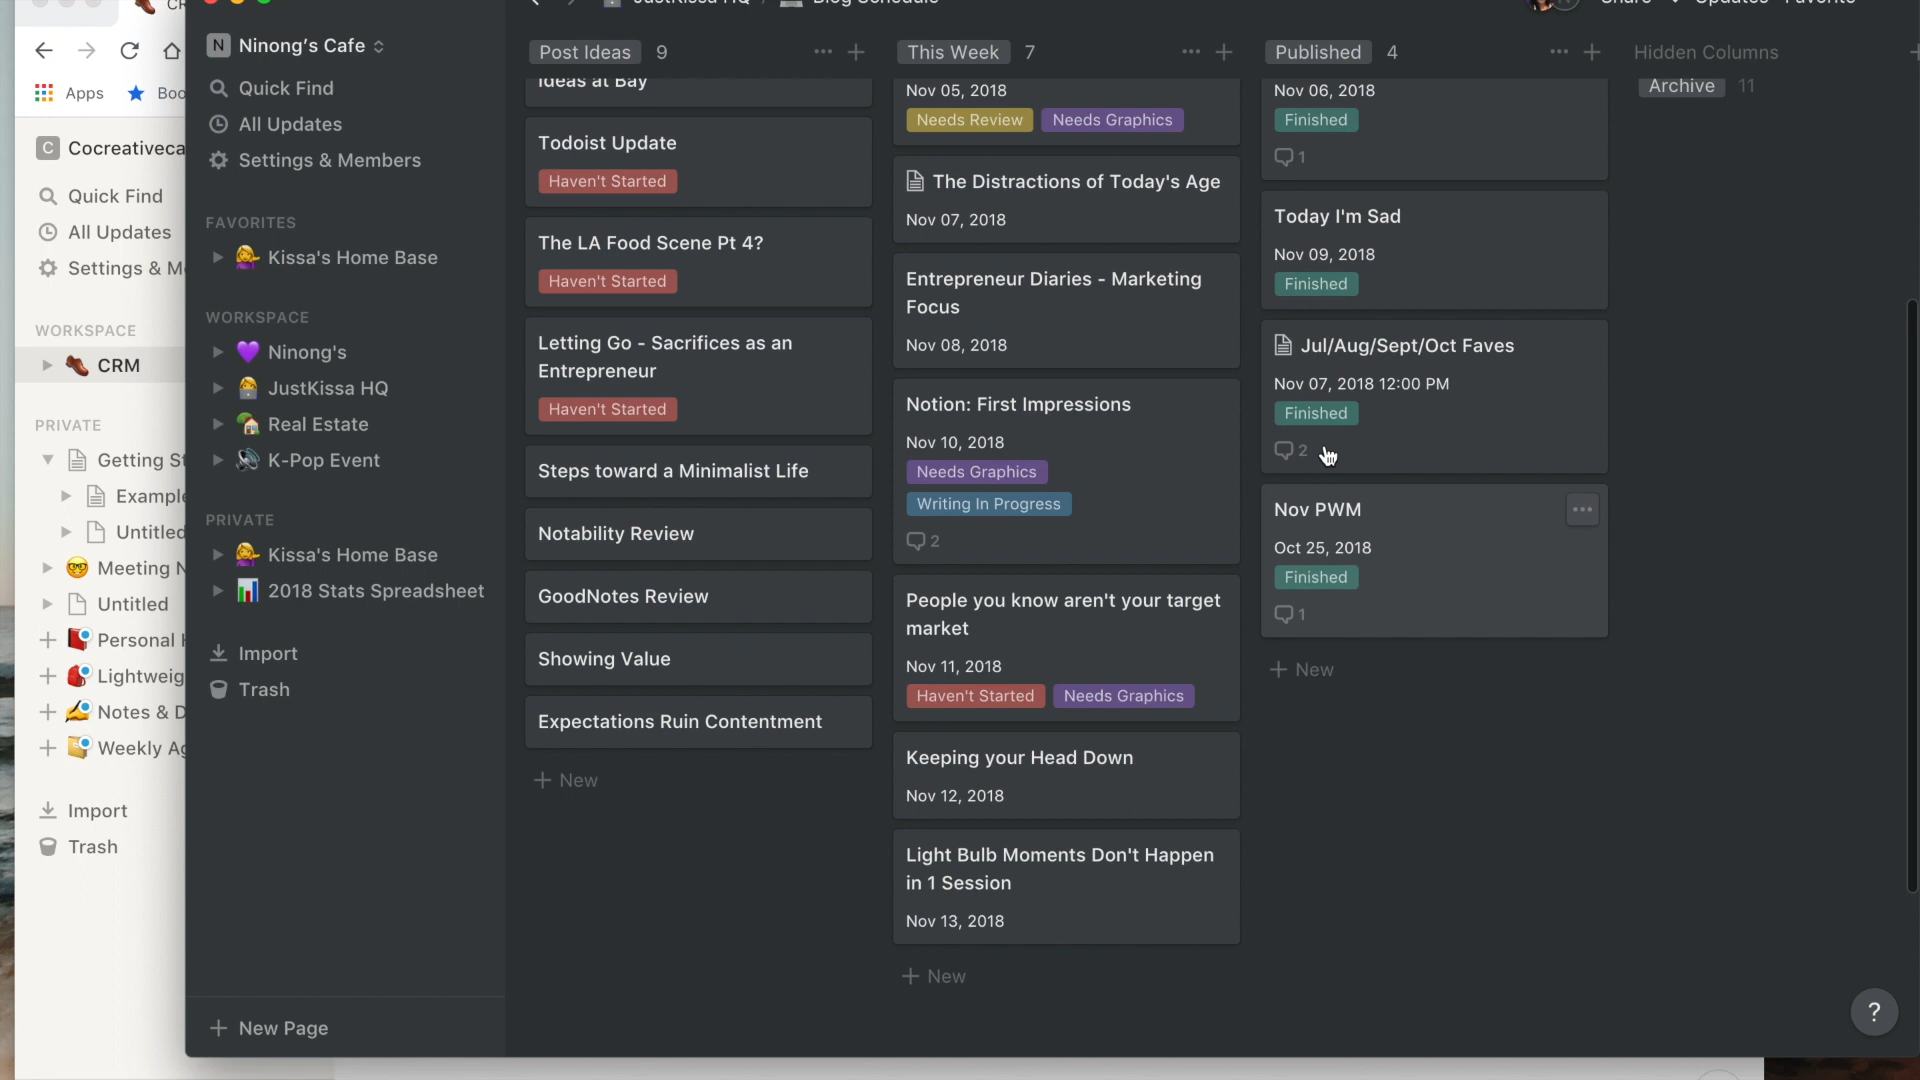 Apps
Cocreativeca
Quick Find
All Updates
Settings & M
WORKSPACE
CRM
PRIVATE
Getting St
Example
Untitled
Meeting N
Untitled
Personal H
Lightweig
Notes & D
Weekly Ag
Import
Trash
N Ninong's Cafe
Quick Find
All Updates
Settings & Members
FAVORITES
Kissa's Home Base
WORKSPACE
Ninong's
JustKissa HQ
Real Estate
K-Pop Event
PRIVATE
Kissa's Home Base
2018 Stats Spreadsheet
Import
Trash
+ New Page
JustKissa HQ / Blog Schedule
Share Updates Favorite
Post Ideas 9
Ideas at Bay
Todoist Update
Haven't Started
The LA Food Scene Pt 4?
Haven't Started
Letting Go - Sacrifices as an
Entrepreneur
Haven't Started
Steps toward a Minimalist Life
Notability Review
GoodNotes Review
Showing Value
Expectations Ruin Contentment
+ New
This Week 7
Nov 05, 2018
Needs Review Needs Graphics
The Distractions of Today's Age
Nov 07, 2018
Entrepreneur Diaries - Marketing
Focus
Nov 08, 2018
Notion: First Impressions
Nov 10, 2018
Needs Graphics
Writing In Progress
2
People you know aren't your target
market
Nov 11, 2018
Haven't Started Needs Graphics
Keeping your Head Down
Nov 12, 2018
Light Bulb Moments Don't Happen
in 1 Session
Nov 13, 2018
+ New
Published 4
Nov 06, 2018
Finished
1
Today I'm Sad
Nov 09, 2018
Finished
Jul/Aug/Sept/Oct Faves
Nov 07, 2018 12:00 PM
Finished
2
Nov PWM
Oct 25, 2018
Finished
1
+ New
Hidden Columns
Archive 11
?